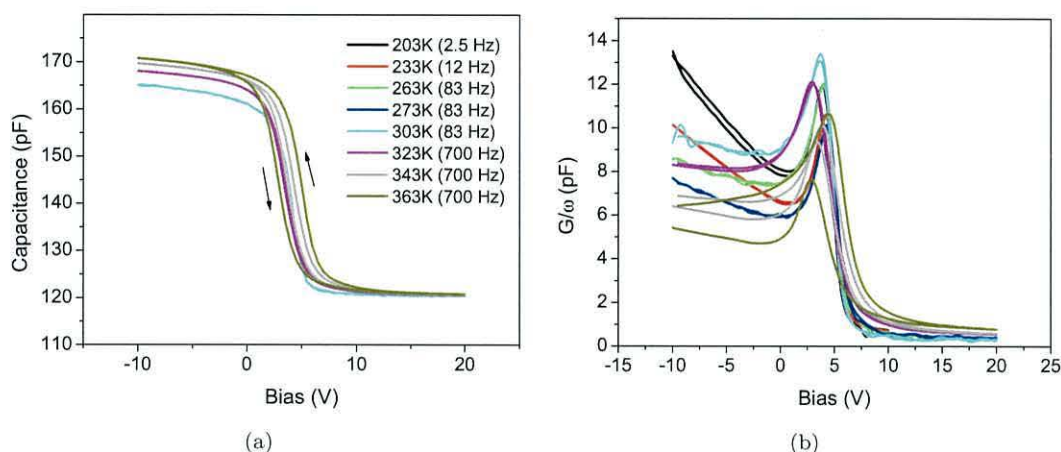 170
160
150
140
130
120
110
Capacitance (pF)
-10
0
10
20
Bias (V)
203K (2.5 Hz)
233K (12 Hz)
263K (83 Hz)
273K (83 Hz)
303K (83 Hz)
323K (700 Hz)
343K (700 Hz)
363K (700 Hz)
(a)
14
12
10
8
6
4
2
0
G/ω (pF)
-15
-10
-5
0
5
10
15
20
25
Bias (V)
(b)